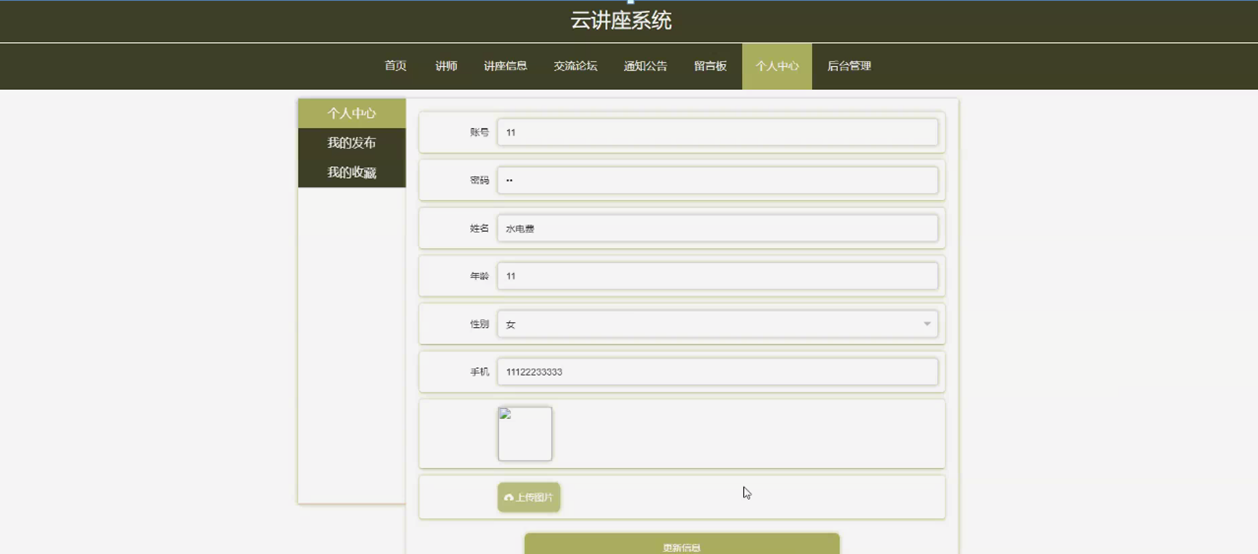 云讲座系统
首页 讲师 讲座信息 交流论坛 通知公告 留言板 个人中心 后台管理
个人中心
我的发布
我的收藏
账号 11
密码 ••
姓名 水电费
年龄 11
性别 女
手机 11122233333
上传图片
更新信息